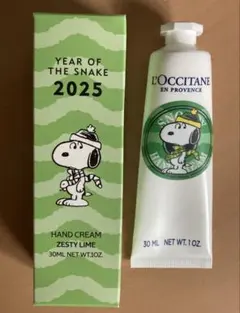 YEAR OF
THE SNAKE
2025
HAND CREAM
ZESTY LIME
30ML NET WT.1OZ.
L'OCCITANE
EN PROVENCE
30 ML NET WT. 1 OZ.